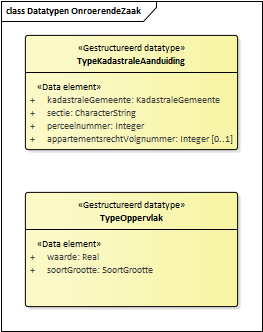 class Datatypen OnroerendeZaak
«Gestructureerd datatype»
TypeKadastraleAanduiding
«Data element»
+ kadastraleGemeente: KadastraleGemeente
+ sectie: CharacterString
+ perceelnummer: Integer
+ appartementsrechtVolgnummer: Integer [0..1]
«Gestructureerd datatype»
TypeOppervlak
«Data element»
+ waarde: Real
+ soortGrootte: SoortGrootte